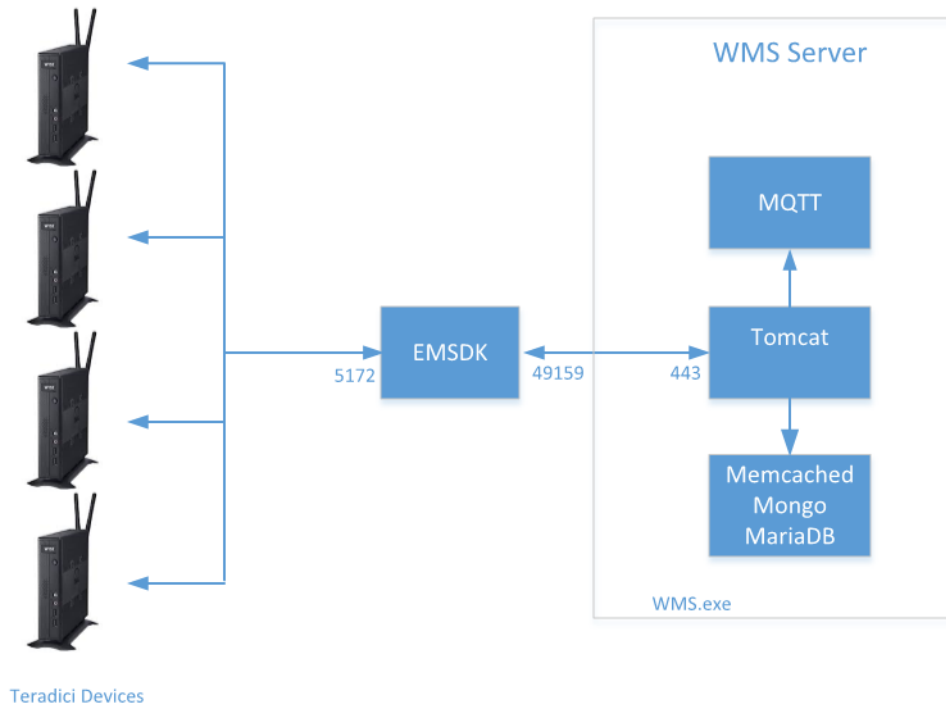 WMS Server
MQTT
Tomcat
EMSDK
5172
49159
443
Memcached
Mongo
MariaDB
WMS.exe
Teradici Devices